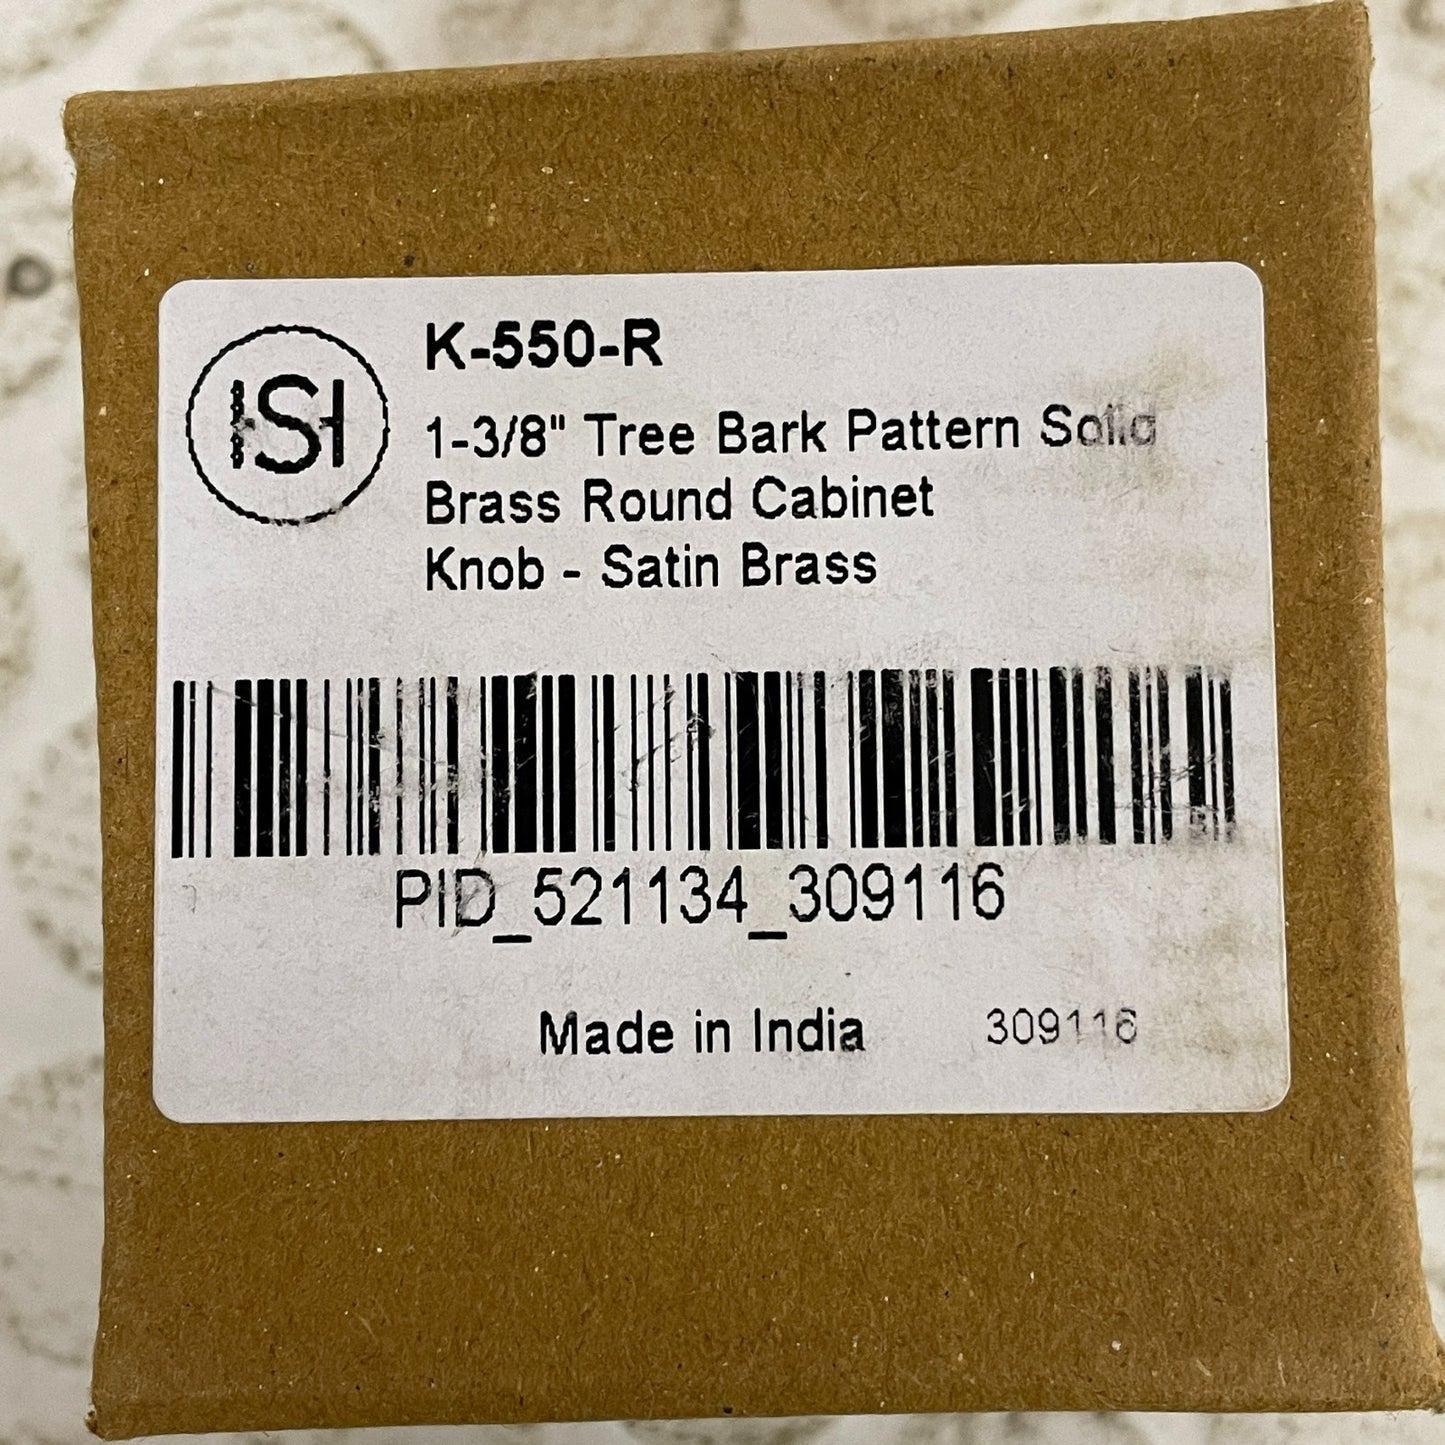 HSH
K-550-R
1-3/8" Tree Bark Pattern Solid
Brass Round Cabinet
Knob - Satin Brass
PID_521134_309116
Made in India 309116